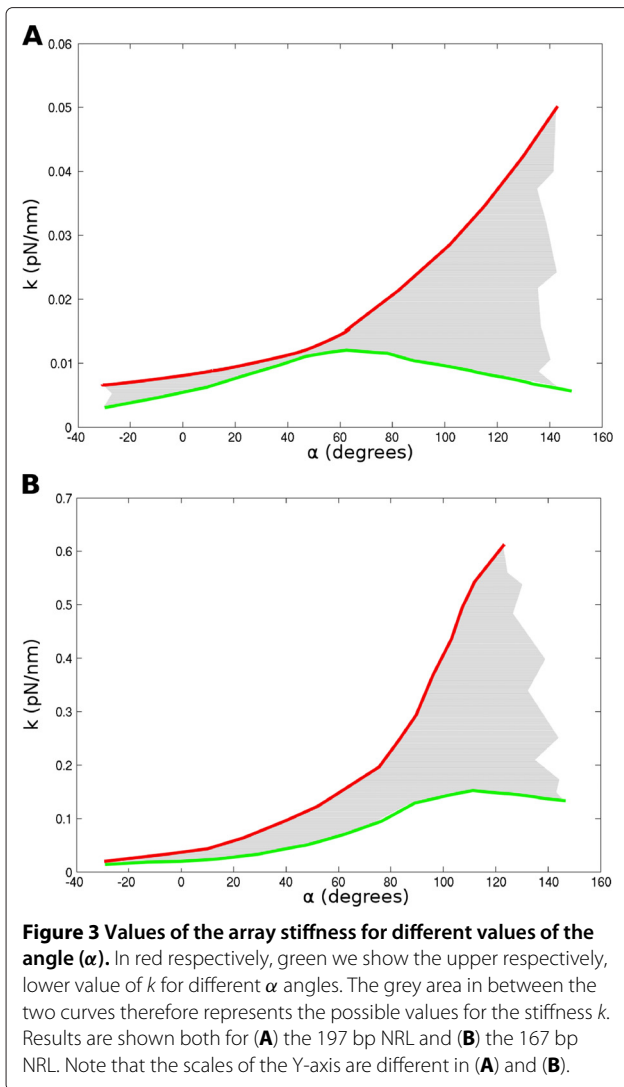 A
0.06
0.05
0.04
0.03
0.02
0.01
0
k (pN/nm)
-40 -20 0 20 40 60 80 100 120 140 160
α (degrees)
B
0.7
0.6
0.5
0.4
0.3
0.2
0.1
0
k (pN/nm)
-40 -20 0 20 40 60 80 100 120 140 160
α (degrees)
Figure 3 Values of the array stiffness for different values of the
angle (α). In red respectively, green we show the upper respectively,
lower value of k for different α angles. The grey area in between the
two curves therefore represents the possible values for the stiffness k.
Results are shown both for (A) the 197 bp NRL and (B) the 167 bp
NRL. Note that the scales of the Y-axis are different in (A) and (B).